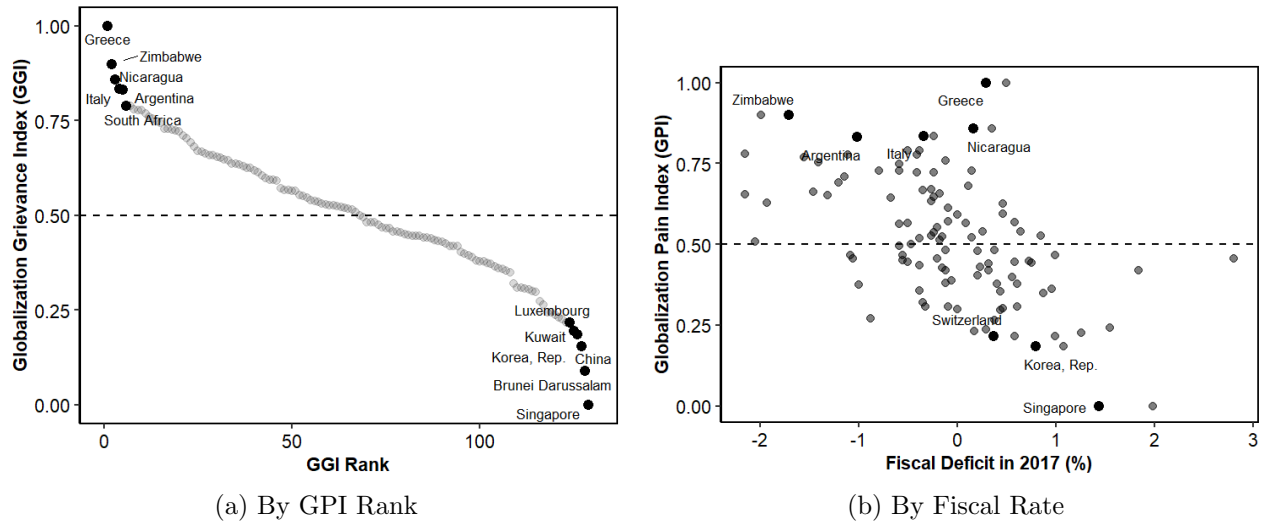 Globalization Grievance Index (GGI)
1.00
0.75
0.50
0.25
0.00
Greece
Zimbabwe
Nicaragua
Italy
Argentina
South Africa
Luxembourg
Kuwait
Korea, Rep.
China
Brunei Darussalam
Singapore
0
50
100
GGI Rank
(a) By GPI Rank
Globalization Pain Index (GPI)
1.00
0.75
0.50
0.25
0.00
Zimbabwe
Greece
Argentina
Italy
Nicaragua
Switzerland
Korea, Rep.
Singapore
-2
-1
0
1
2
3
Fiscal Deficit in 2017 (%)
(b) By Fiscal Rate